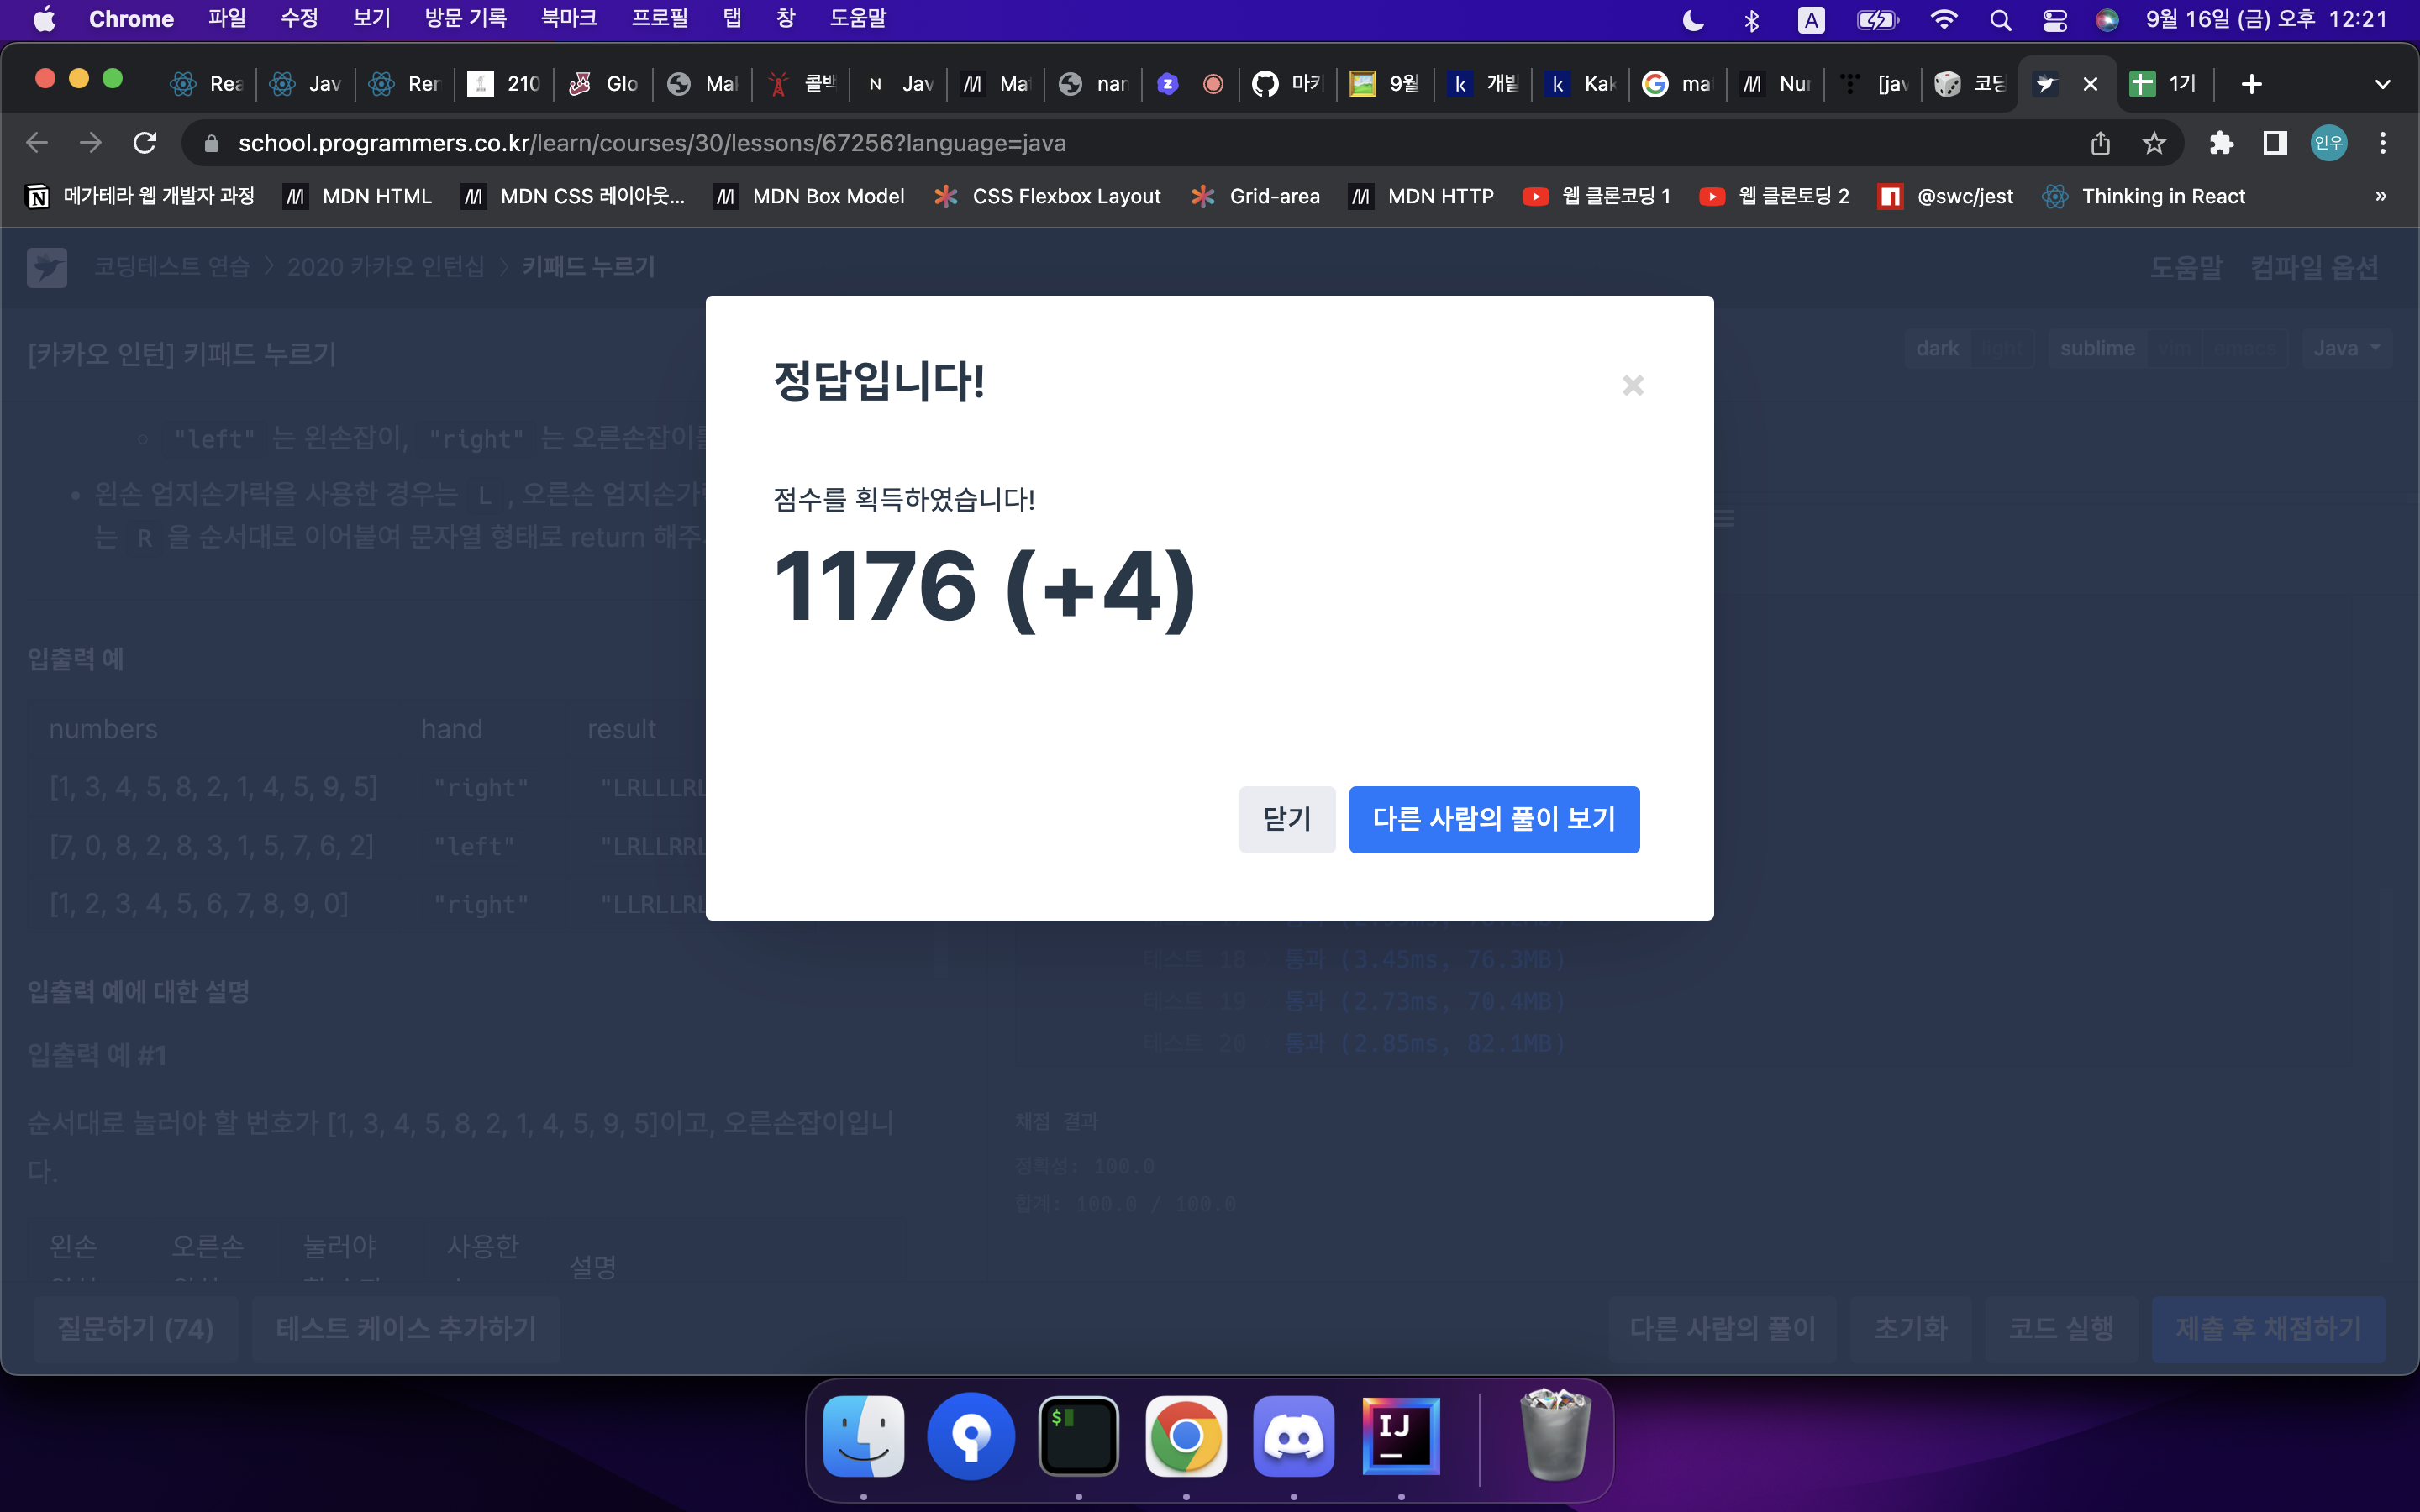 Chrome 파일 수정 보기 방문 기록 북마크 프로필 탭 창 도움말 A 9월 16일 (금) 오후 12:21
Rea Jav Rer 210 Glo Mal 콜백 N Jav Mat nan 마키 9월 k 개발 k Kak mat Nur [jav 코딩 1기
school.programmers.co.kr/learn/courses/30/lessons/67256?language=java 인우
메가테라 웹 개발자 과정 MDN HTML MDN CSS 레이아웃... MDN Box Model CSS Flexbox Layout Grid-area MDN HTTP 웹 클론코딩 1 웹 클론토딩 2 @swc/jest Thinking in React »
코딩테스트 연습 > 2020 카카오 인턴십 > 키패드 누르기 도움말 컴파일 옵션
[카카오 인턴] 키패드 누르기 dark light sublime vim emacs Java
정답입니다!
점수를 획득하였습니다!
1176 (+4)
닫기 다른 사람의 풀이 보기
"left" 는 왼손잡이, "right" 는 오른손잡이를
왼손 엄지손가락을 사용한 경우는 L , 오른손 엄지손가락
는 R 을 순서대로 이어붙여 문자열 형태로 return 해주
입출력 예
numbers hand result
[1, 3, 4, 5, 8, 2, 1, 4, 5, 9, 5] "right" "LRLLLRL
[7, 0, 8, 2, 8, 3, 1, 5, 7, 6, 2] "left" "LRLLRRL
[1, 2, 3, 4, 5, 6, 7, 8, 9, 0] "right" "LLRLLRL
입출력 예에 대한 설명
입출력 예 #1
순서대로 눌러야 할 번호가 [1, 3, 4, 5, 8, 2, 1, 4, 5, 9, 5]이고, 오른손잡이입니
다.
왼손 오른손 눌러야 사용한
설명
테스트 18 통과 (3.45ms, 76.3MB)
테스트 19 통과 (2.73ms, 70.4MB)
테스트 20 통과 (2.85ms, 82.1MB)
채점 결과
정확성: 100.0
합계: 100.0 / 100.0
질문하기 (74) 테스트 케이스 추가하기 다른 사람의 풀이 초기화 코드 실행 제출 후 채점하기
$ IJ